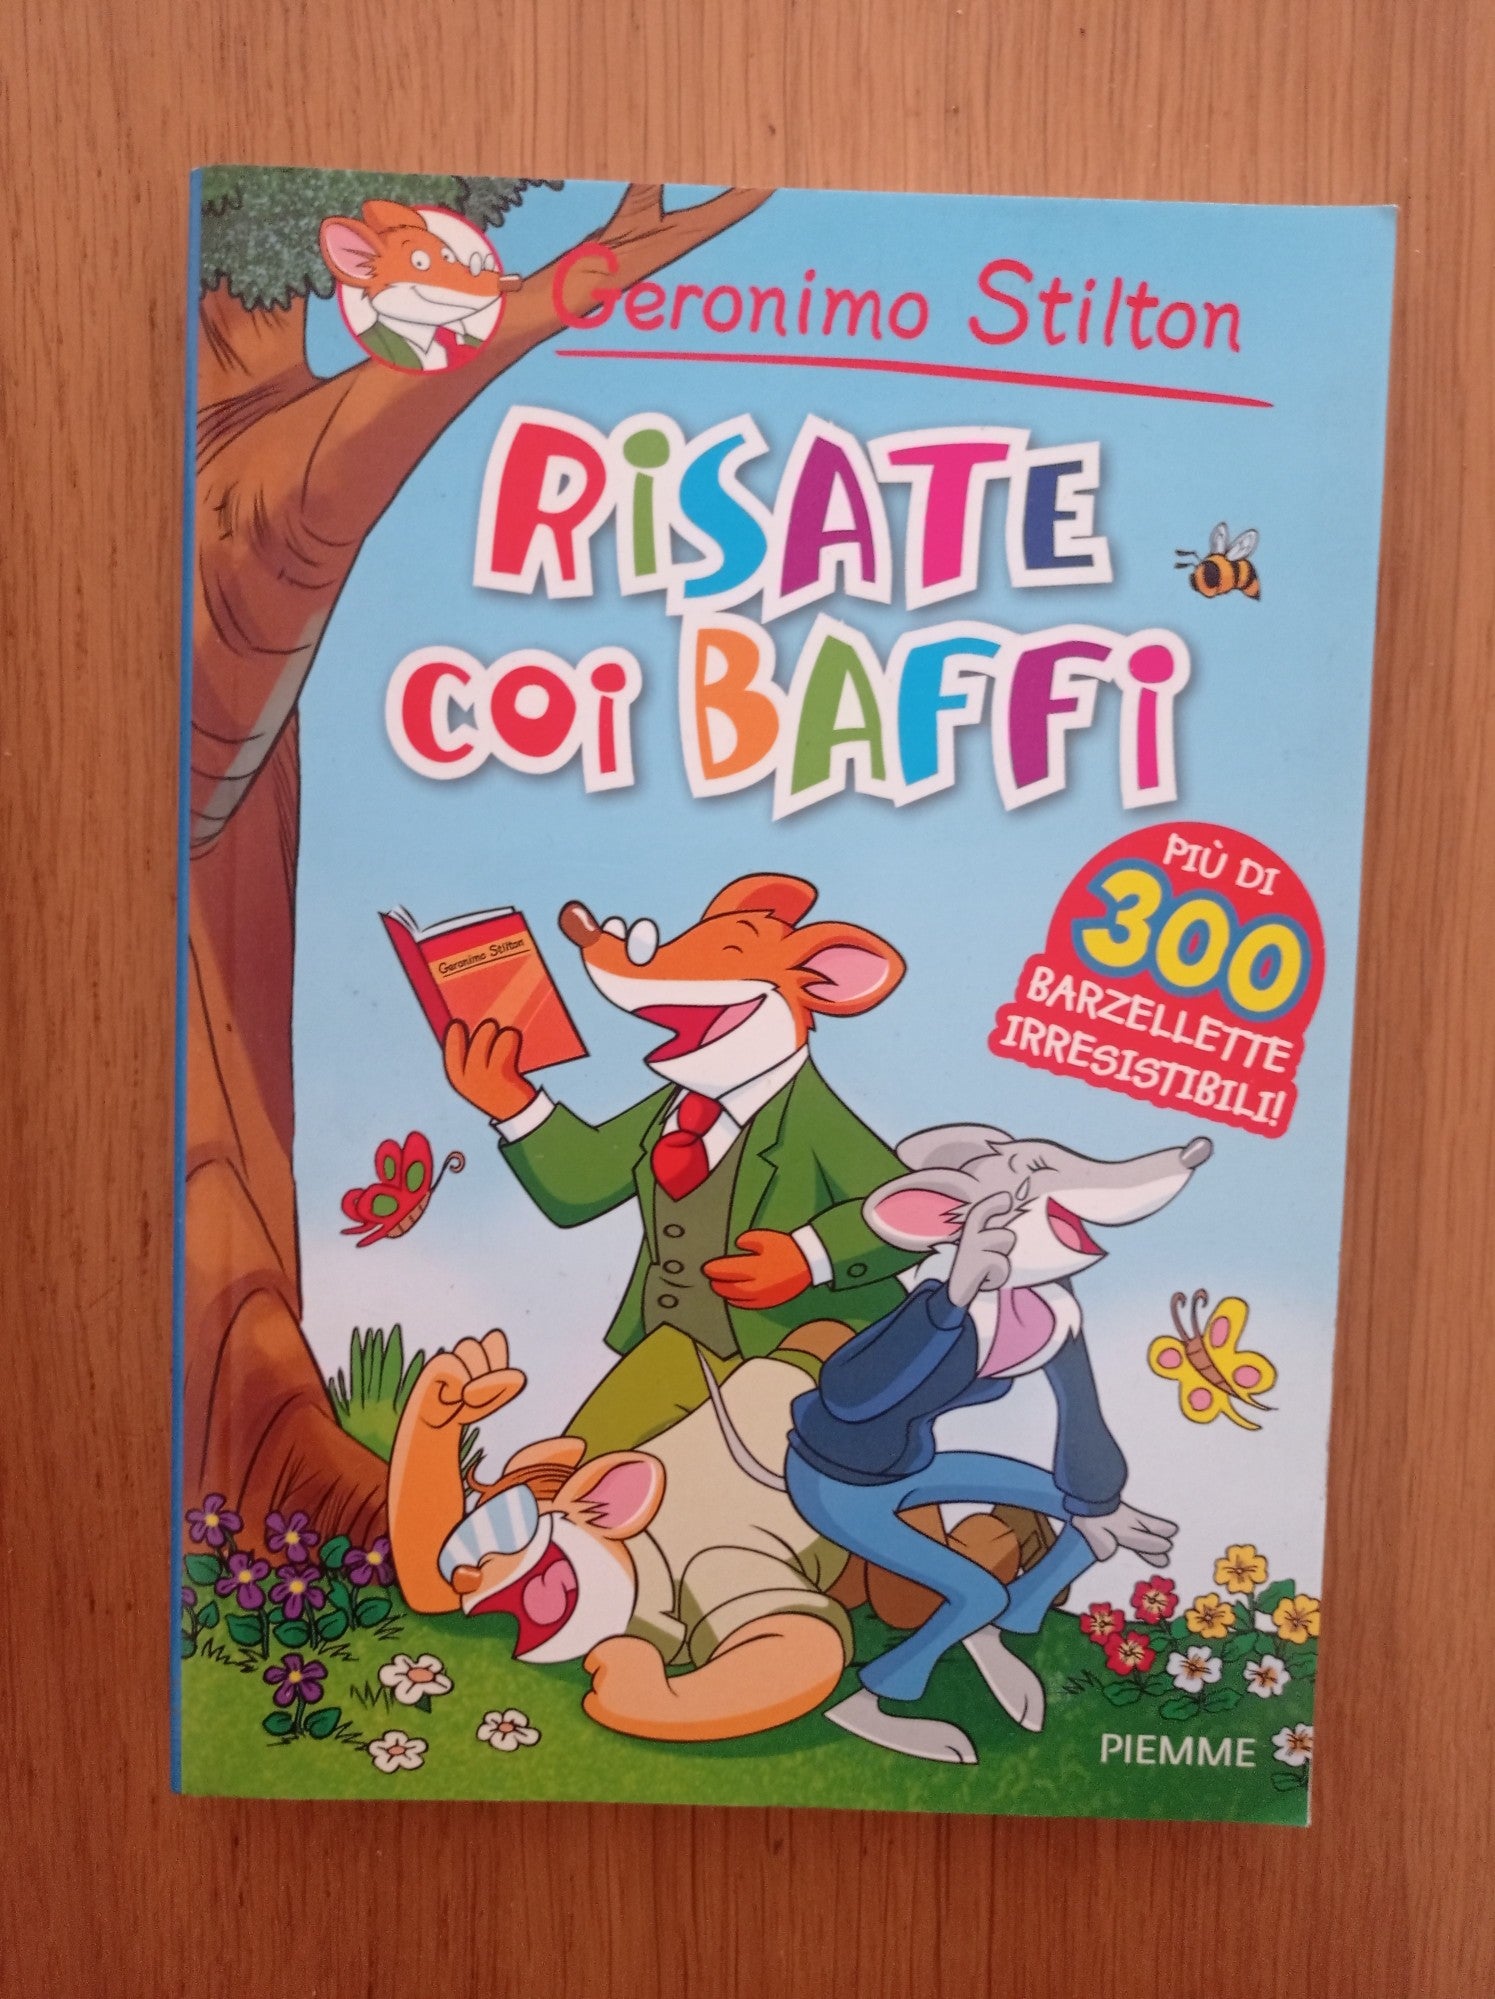 Geronimo Stilton
RISATE
COI BAFFI
PIÙ DI
300
BARZELLETTE
IRRESISTIBILI!
Geronimo Stilton
PIEMME